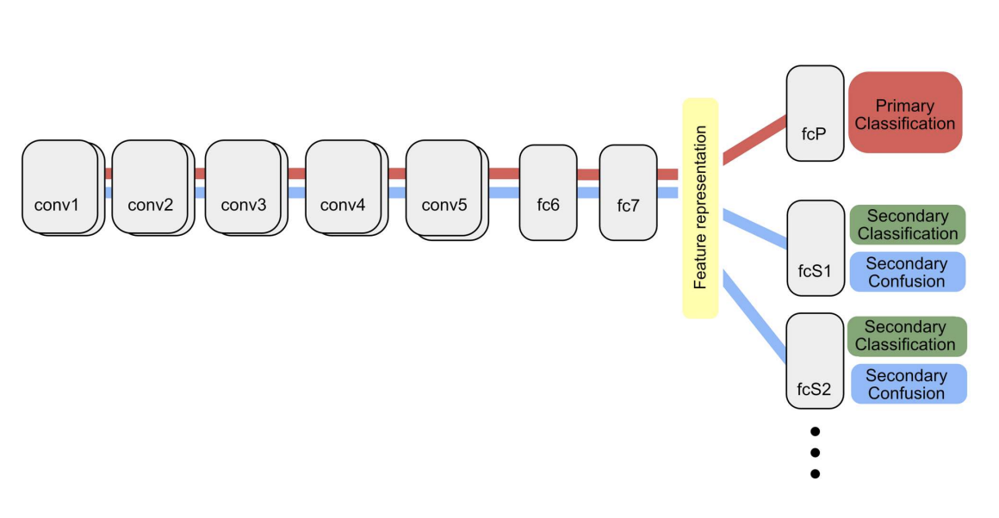 conv1
conv2
conv3
conv4
conv5
fc6
fc7
Feature representation
fcP
Primary
Classification
fcS1
Secondary
Classification
Secondary
Confusion
fcS2
Secondary
Classification
Secondary
Confusion